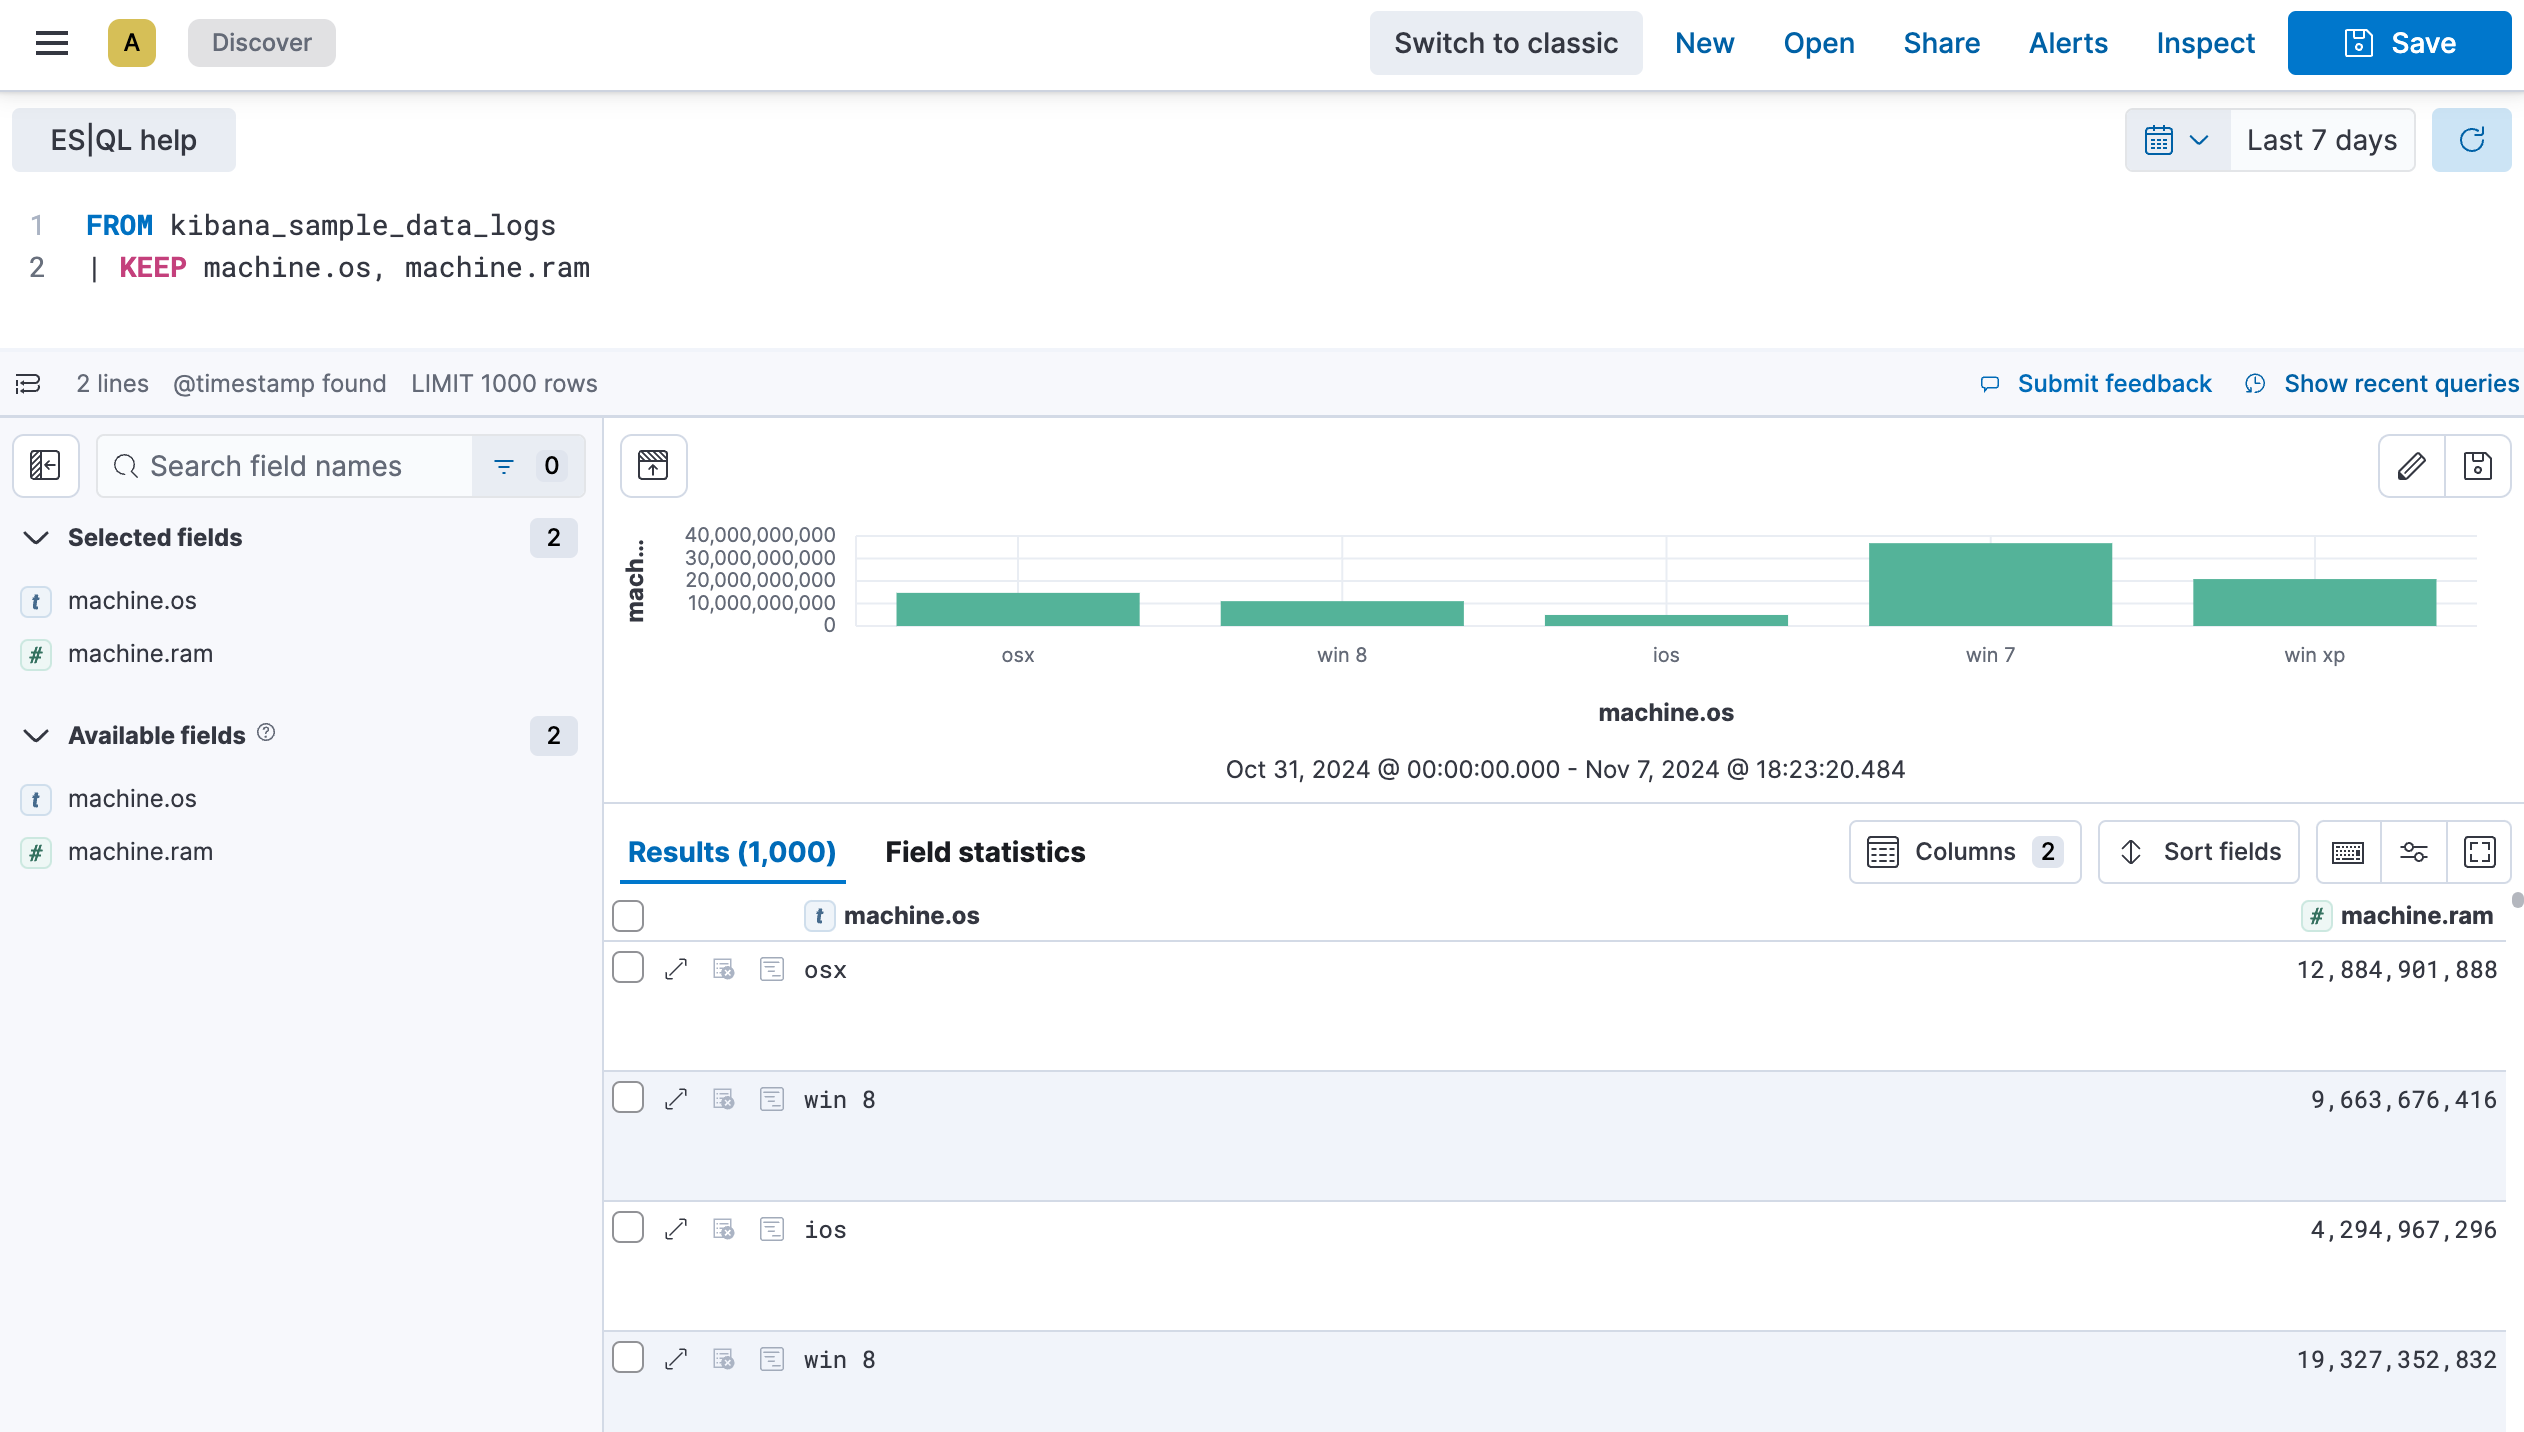 A Discover Switch to classic New Open Share Alerts Inspect Save
ES|QL help Last 7 days
1 FROM kibana_sample_data_logs
2 | KEEP machine.os, machine.ram
2 lines @timestamp found LIMIT 1000 rows Submit feedback Show recent queries
Search field names 0
Selected fields 2
t machine.os
# machine.ram
Available fields 2
t machine.os
# machine.ram
mach...
40,000,000,000
30,000,000,000
20,000,000,000
10,000,000,000
0
osx win 8 ios win 7 win xp
machine.os
Oct 31, 2024 @ 00:00:00.000 - Nov 7, 2024 @ 18:23:20.484
Results (1,000) Field statistics Columns 2 Sort fields
t machine.os # machine.ram
osx 12,884,901,888
win 8 9,663,676,416
ios 4,294,967,296
win 8 19,327,352,832